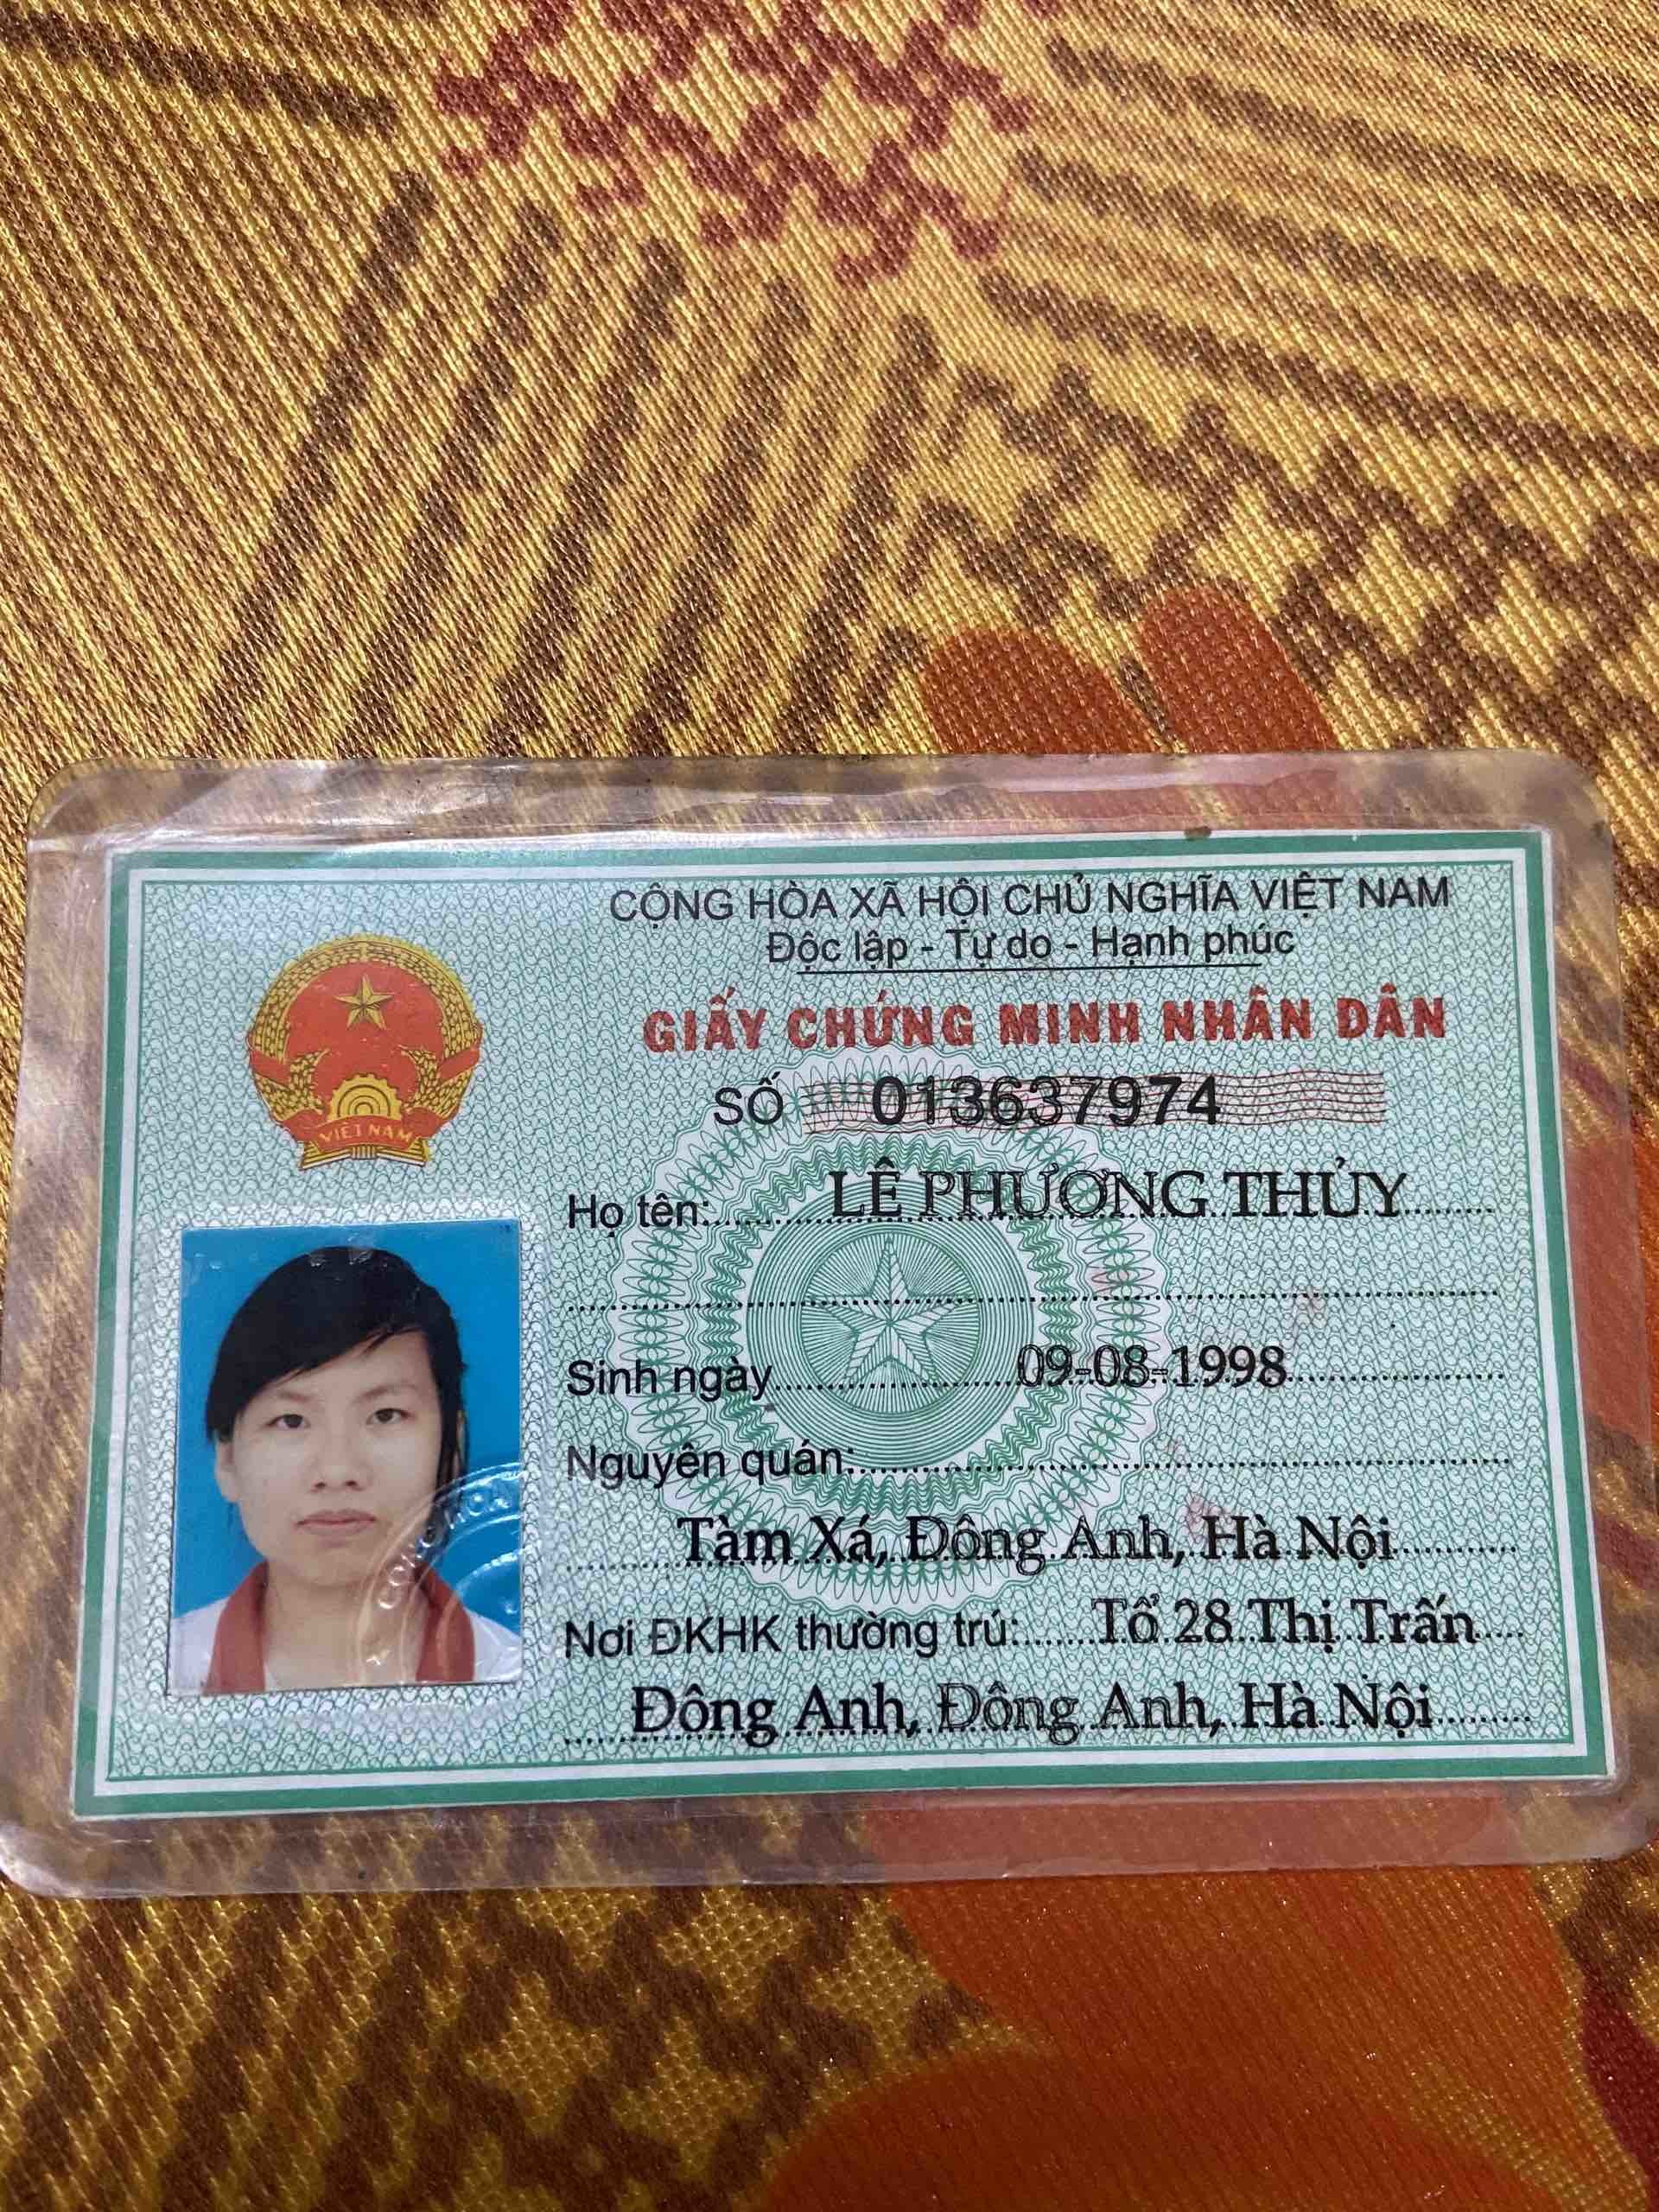 CỘNG HÒA XÃ HỘI CHỦ NGHĨA VIỆT NAM
Độc lập - Tự do - Hạnh phúc
GIẤY CHỨNG MINH NHÂN DÂN
SỐ 013637974
VIỆT NAM
Họ tên: LÊ PHƯƠNG THỦY
Sinh ngày 09-08-1998
Nguyên quán:
Tàm Xá, Đông Anh, Hà Nội
Nơi ĐKHK thường trú: Tổ 28 Thị Trấn
Đông Anh, Đông Anh, Hà Nội